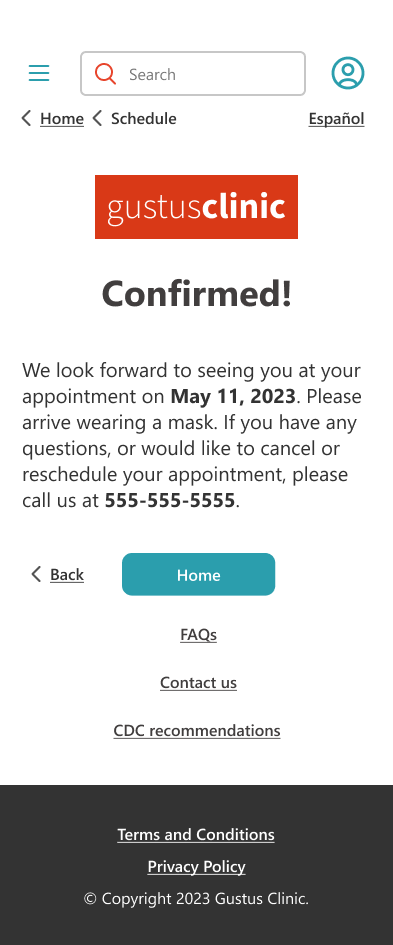 Search
Home Schedule Español
gustusclinic
Confirmed!
We look forward to seeing you at your
appointment on May 11, 2023. Please
arrive wearing a mask. If you have any
questions, or would like to cancel or
reschedule your appointment, please
call us at 555-555-5555.
Back Home
FAQs
Contact us
CDC recommendations
Terms and Conditions
Privacy Policy
© Copyright 2023 Gustus Clinic.